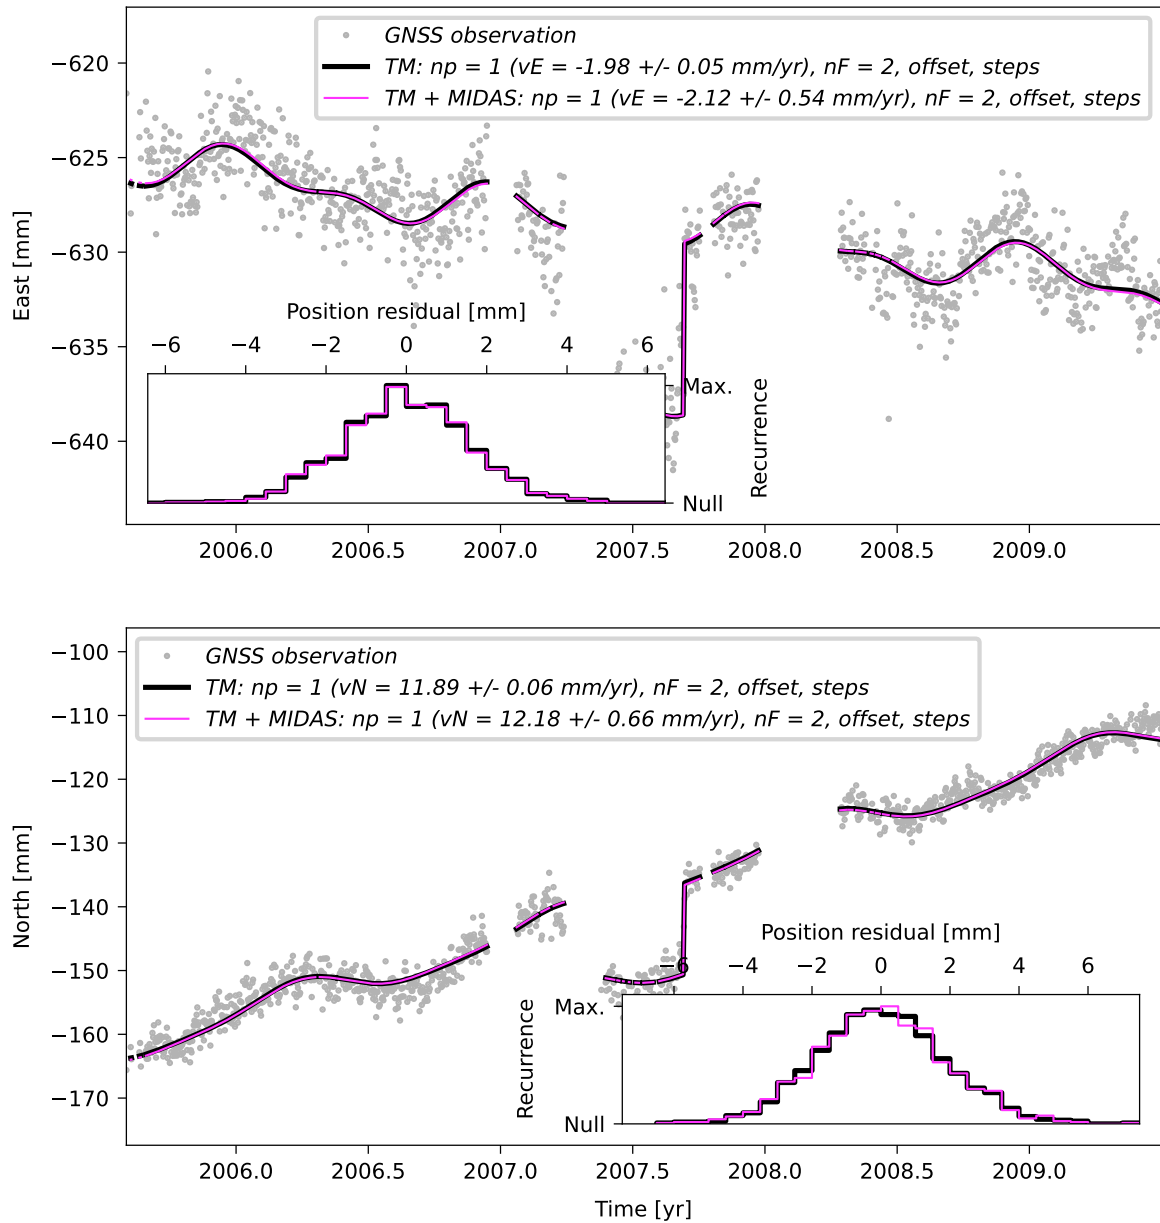 GNSS observation
TM: np = 1 (vE = -1.98 +/- 0.05 mm/yr), nF = 2, offset, steps
TM + MIDAS: np = 1 (vE = -2.12 +/- 0.54 mm/yr), nF = 2, offset, steps
−620
−625
−630
−635
−640
East [mm]
Position residual [mm]
−6 −4 −2 0 2 4 6
Max.
Null
Recurrence
2006.0 2006.5 2007.0 2007.5 2008.0 2008.5 2009.0
GNSS observation
TM: np = 1 (vN = 11.89 +/- 0.06 mm/yr), nF = 2, offset, steps
TM + MIDAS: np = 1 (vN = 12.18 +/- 0.66 mm/yr), nF = 2, offset, steps
−100
−110
−120
−130
−140
−150
−160
−170
North [mm]
Position residual [mm]
−6 −4 −2 0 2 4 6
Max.
Null
Recurrence
2006.0 2006.5 2007.0 2007.5 2008.0 2008.5 2009.0
Time [yr]